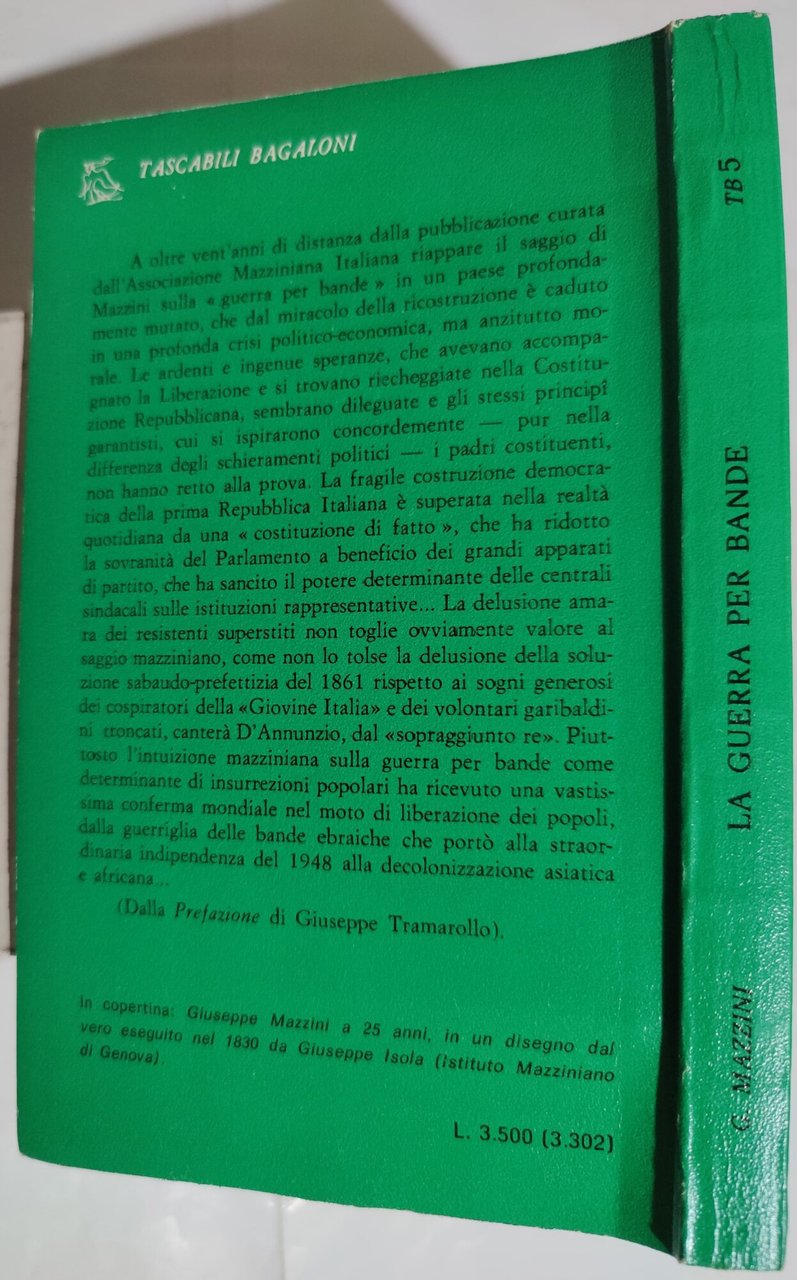 TASCABILI BAGALONI
A oltre vent'anni di distanza dalla pubblicazione curata
dall'Associazione Mazziniana Italiana riappare il saggio di
Mazzini sulla « guerra per bande » in un paese profonda-
mente mutato, che dal miracolo della ricostruzione è caduto
in una profonda crisi politico-economica, ma anzitutto mo-
rale. Le ardenti e ingenue speranze, che avevano accompa-
gnato la Liberazione e si trovano riecheggiate nella Costitu-
zione Repubblicana, sembrano dileguate e gli stessi principî
garantisti, cui si ispirarono concordemente — pur nella
differenza degli schieramenti politici — i padri costituenti,
non hanno retto alla prova. La fragile costruzione democra-
tica della prima Repubblica Italiana è superata nella realtà
quotidiana da una « costituzione di fatto », che ha ridotto
la sovranità del Parlamento a beneficio dei grandi apparati
di partito, che ha sancito il potere determinante delle centrali
sindacali sulle istituzioni rappresentative... La delusione ama-
ra dei resistenti superstiti non toglie ovviamente valore al
saggio mazziniano, come non lo tolse la delusione della solu-
zione sabaudo-prefettizia del 1861 rispetto ai sogni generosi
dei cospiratori della «Giovine Italia» e dei volontari garibaldi-
ni troncati, canterà D'Annunzio, dal «sopraggiunto re». Piut-
tosto l'intuizione mazziniana sulla guerra per bande come
determinante di insurrezioni popolari ha ricevuto una vastis-
sima conferma mondiale nel moto di liberazione dei popoli,
dalla guerriglia delle bande ebraiche che portò alla straor-
dinaria indipendenza del 1948 alla decolonizzazione asiatica
e africana...
(Dalla Prefazione di Giuseppe Tramarollo).
In copertina: Giuseppe Mazzini a 25 anni, in un disegno dal
vero eseguito nel 1830 da Giuseppe Isola (Istituto Mazziniano
di Genova).
L. 3.500 (3.302)
G. MAZZINI
LA GUERRA PER BANDE
TB 5